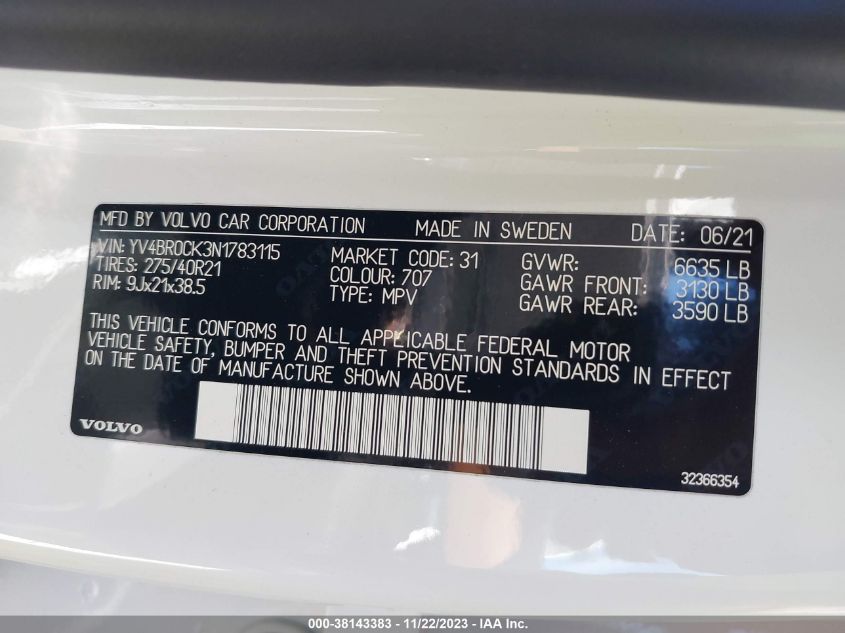 MFD BY VOLVO CAR CORPORATION MADE IN SWEDEN DATE: 06/21
VIN: YV4BR0CK3N1783115 MARKET CODE: 31 GVWR: 6635 LB
TIRES: 275/40R21 COLOUR: 707 GAWR FRONT: 3130 LB
RIM: 9Jx21x38.5 TYPE: MPV GAWR REAR: 3590 LB
THIS VEHICLE CONFORMS TO ALL APPLICABLE FEDERAL MOTOR
VEHICLE SAFETY, BUMPER AND THEFT PREVENTION STANDARDS IN EFFECT
ON THE DATE OF MANUFACTURE SHOWN ABOVE.
VOLVO
32366354
000-38143383 - 11/22/2023 - IAA Inc.